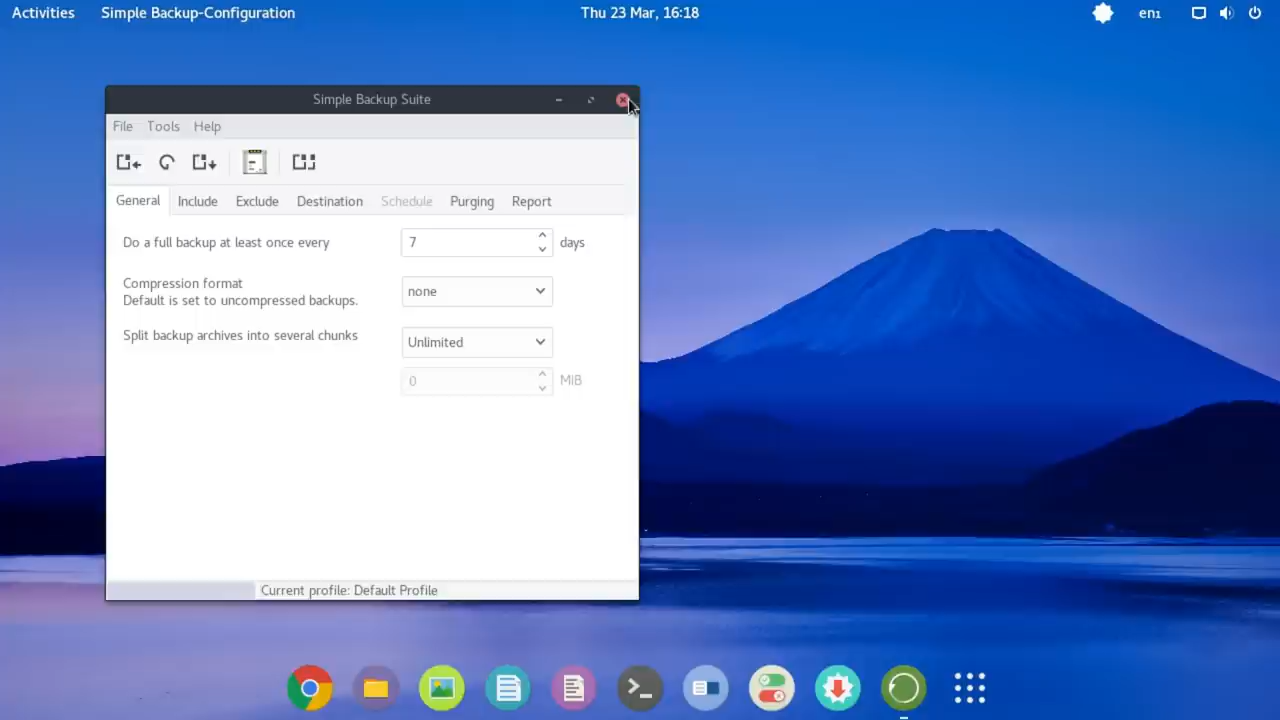 Activities Simple Backup-Configuration Thu 23 Mar, 16:18 en₁
Simple Backup Suite
File Tools Help
General Include Exclude Destination Schedule Purging Report
Do a full backup at least once every 7 days
Compression format
Default is set to uncompressed backups.
none
Split backup archives into several chunks
Unlimited
0 MiB
Current profile: Default Profile